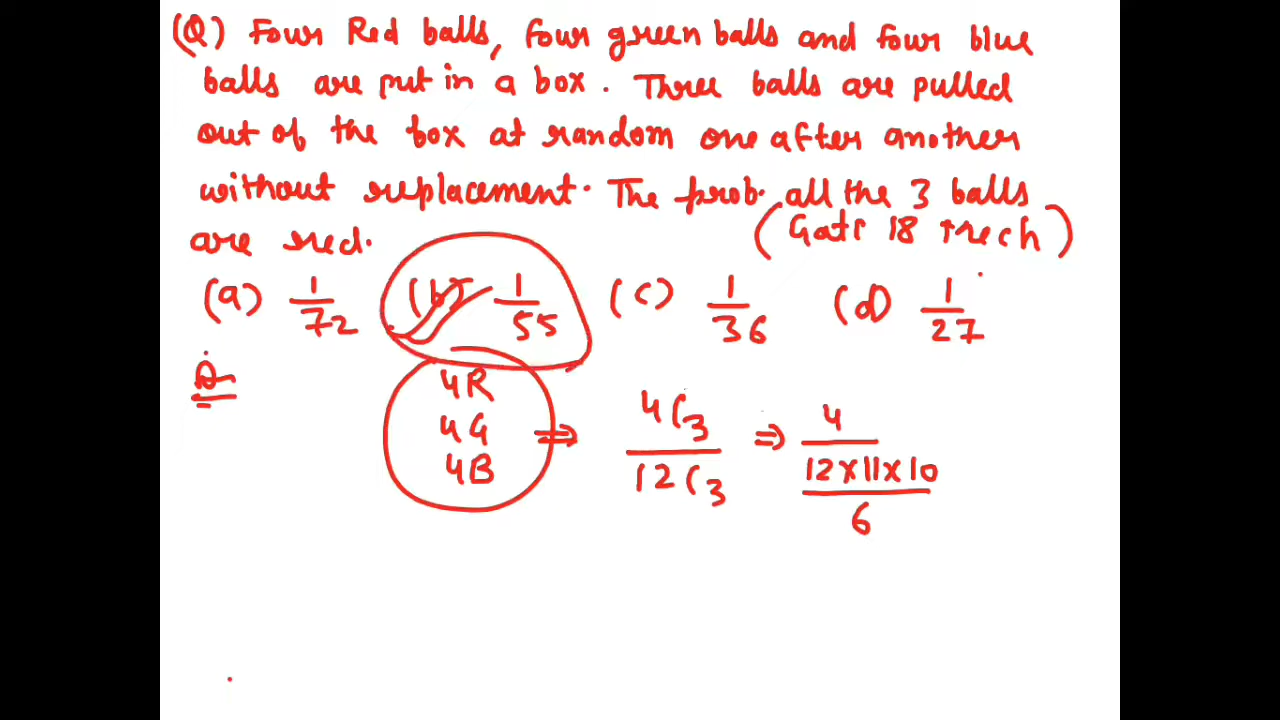 (Q) Four Red balls, four green balls and four blue
balls are put in a box. Three balls are pulled
out of the box at random one after another
without replacement. The prob. all the 3 balls
are red.
(Gate 18 Mech)
(a) 1/72 (b) 1/55 (c) 1/36 (d) 1/27
4R
4G
4B
⇒ 4C3/12C3 ⇒ 4/(12×11×10/6)